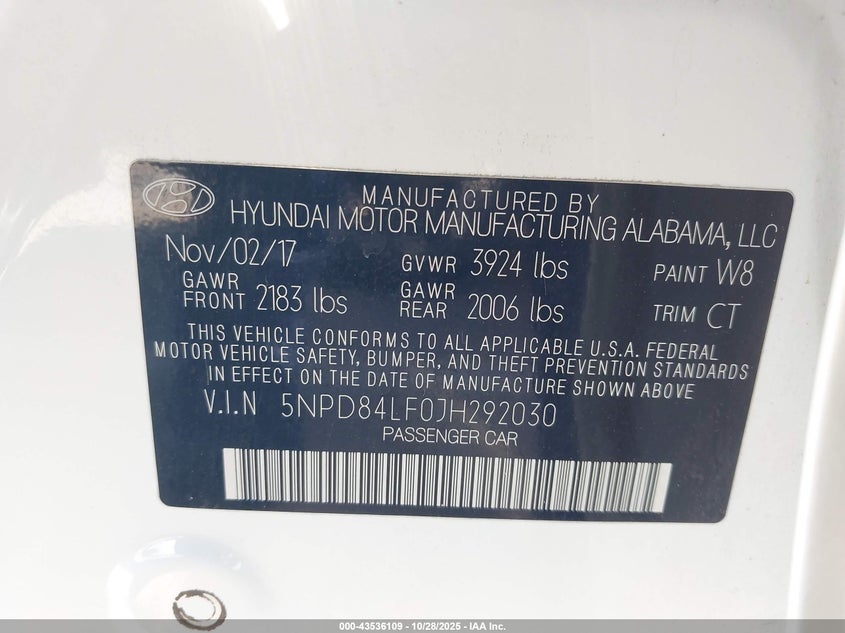 MANUFACTURED BY
HYUNDAI MOTOR MANUFACTURING ALABAMA, LLC
Nov/02/17 GVWR 3924 lbs PAINT W8
GAWR FRONT 2183 lbs GAWR REAR 2006 lbs TRIM CT
THIS VEHICLE CONFORMS TO ALL APPLICABLE U.S.A. FEDERAL
MOTOR VEHICLE SAFETY, BUMPER, AND THEFT PREVENTION STANDARDS
IN EFFECT ON THE DATE OF MANUFACTURE SHOWN ABOVE
V.I.N 5NPD84LF0JH292030
PASSENGER CAR
000-43536109 - 10/28/2025 - IAA Inc.